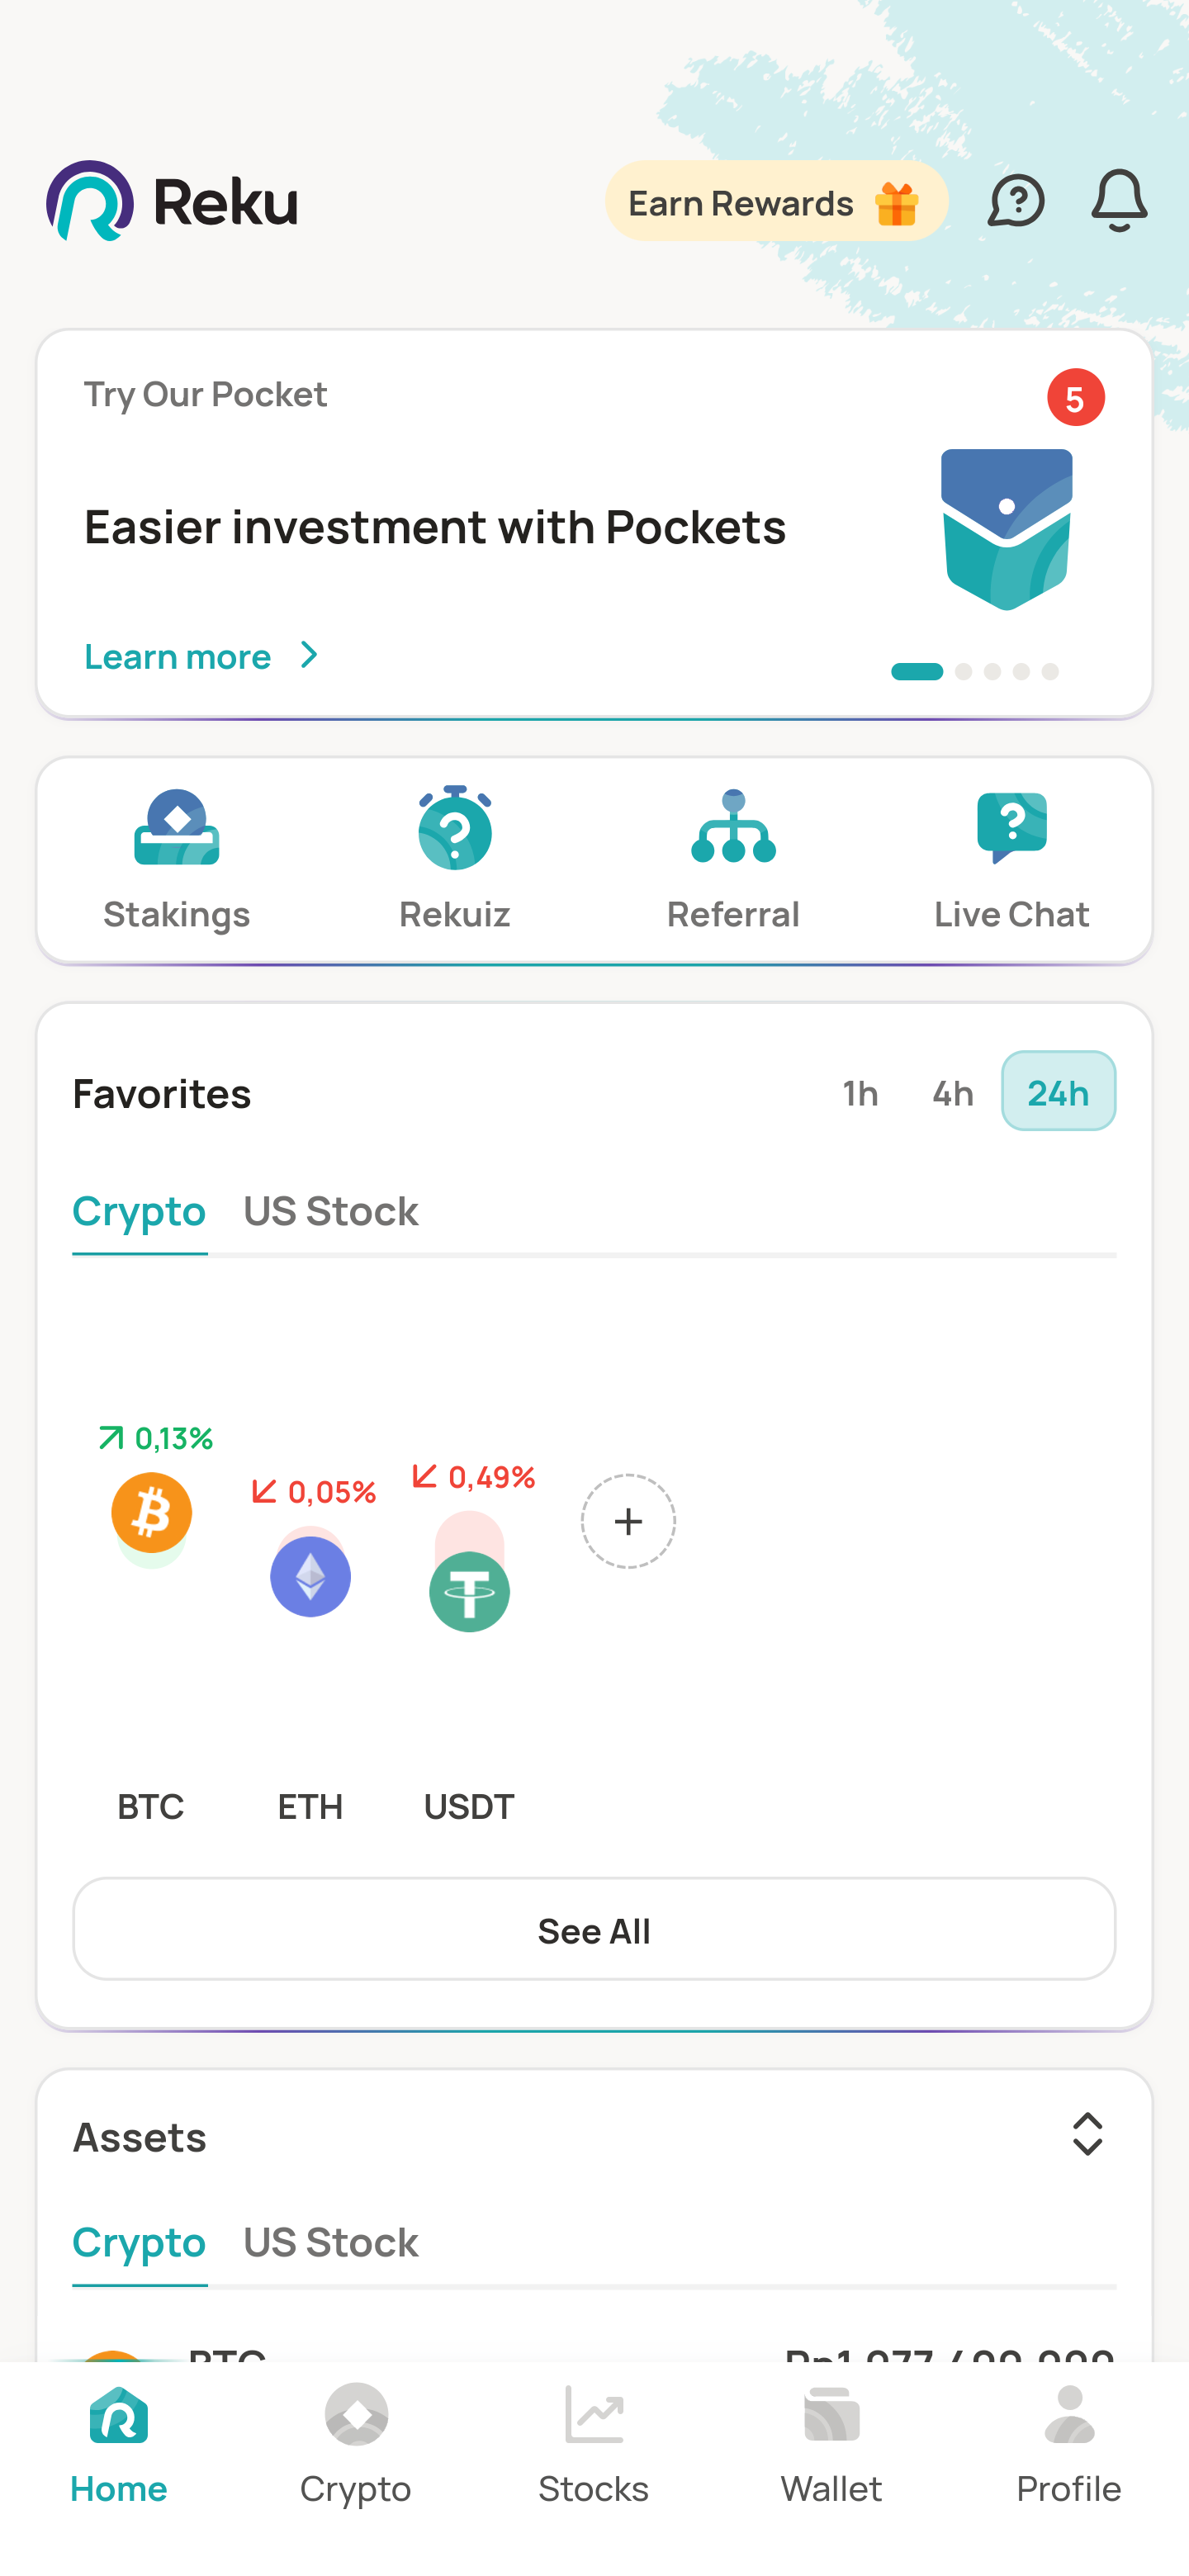 Reku
Earn Rewards
Try Our Pocket
5
Easier investment with Pockets
Learn more
Stakings
Rekuiz
Referral
Live Chat
Favorites
1h
4h
24h
Crypto
US Stock
0,13%
0,05%
0,49%
BTC
ETH
USDT
See All
Assets
Crypto
US Stock
BTC
Home
Crypto
Stocks
Wallet
Profile